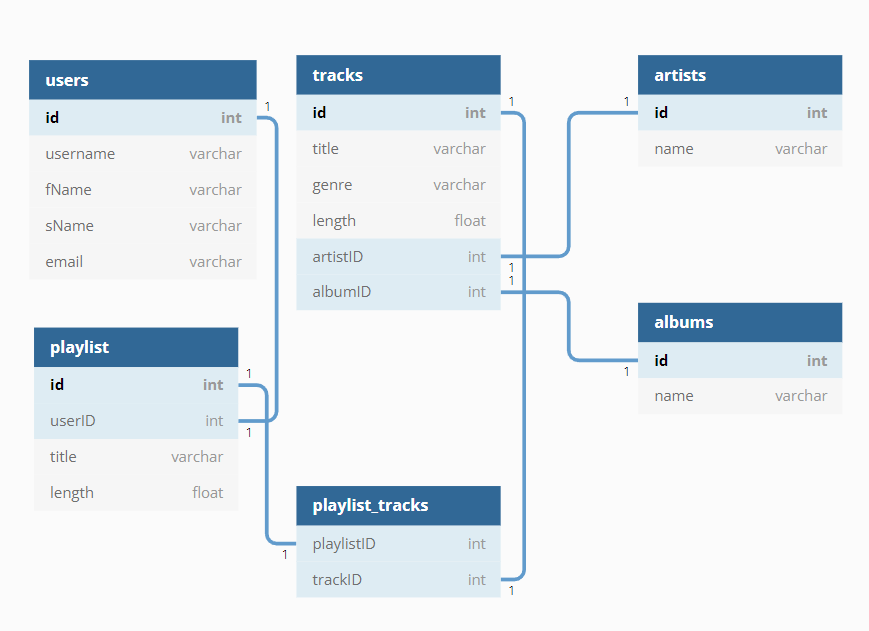 users
id int
username varchar
fName varchar
sName varchar
email varchar
1
tracks
id int
title varchar
genre varchar
length float
artistID int
albumID int
1
1
1
artists
id int
name varchar
1
albums
id int
name varchar
1
playlist
id int
userID int
title varchar
length float
1
1
playlist_tracks
playlistID int
trackID int
1
1